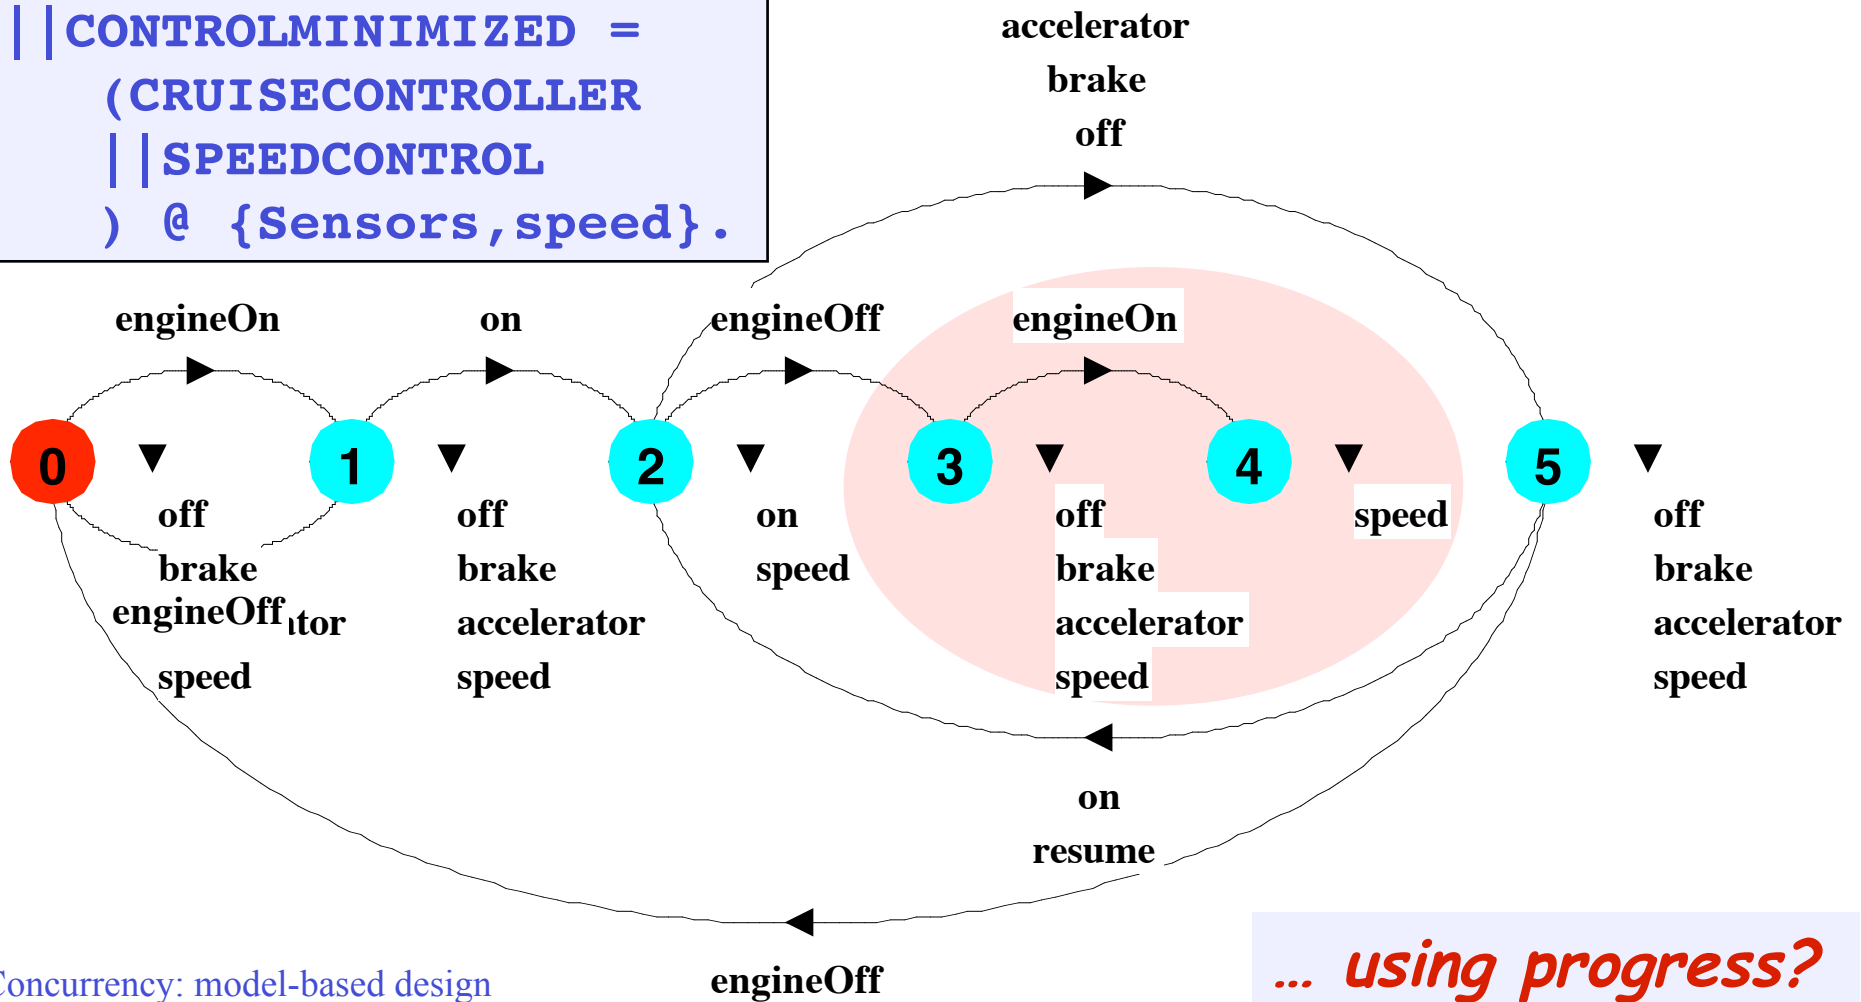 ||CONTROLMINIMIZED =
(CRUISECONTROLLER
||SPEEDCONTROL
) @ {Sensors,speed}.
accelerator
brake
off
engineOn
on
engineOff
engineOn
0
1
2
3
4
5
off
brake
engineOff
speed
off
brake
accelerator
speed
on
speed
off
brake
accelerator
speed
speed
off
brake
accelerator
speed
on
resume
engineOff
Concurrency: model-based design
... using progress?